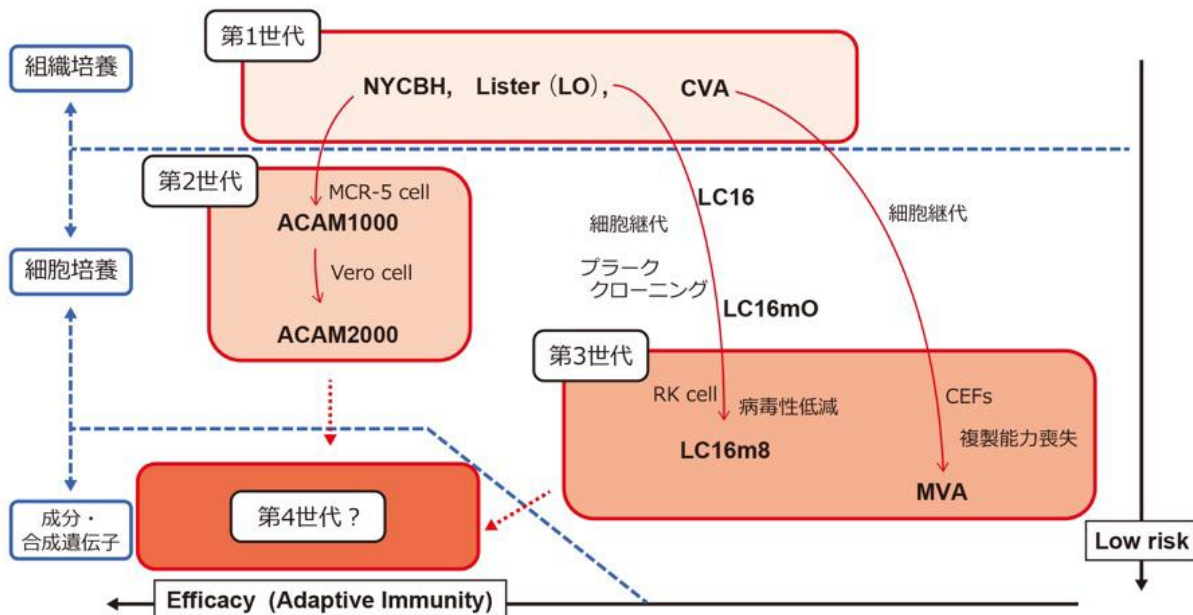 第1世代
組織培養
NYCBH, Lister（LO）, CVA
第2世代
MCR-5 cell
ACAM1000
LC16
細胞継代
細胞継代
細胞培養
Vero cell
プラーク
クローニング
ACAM2000
LC16mO
第3世代
RK cell
病毒性低減
CEFs
複製能力喪失
LC16m8
MVA
第4世代？
成分・
合成遺伝子
Low risk
Efficacy (Adaptive Immunity)